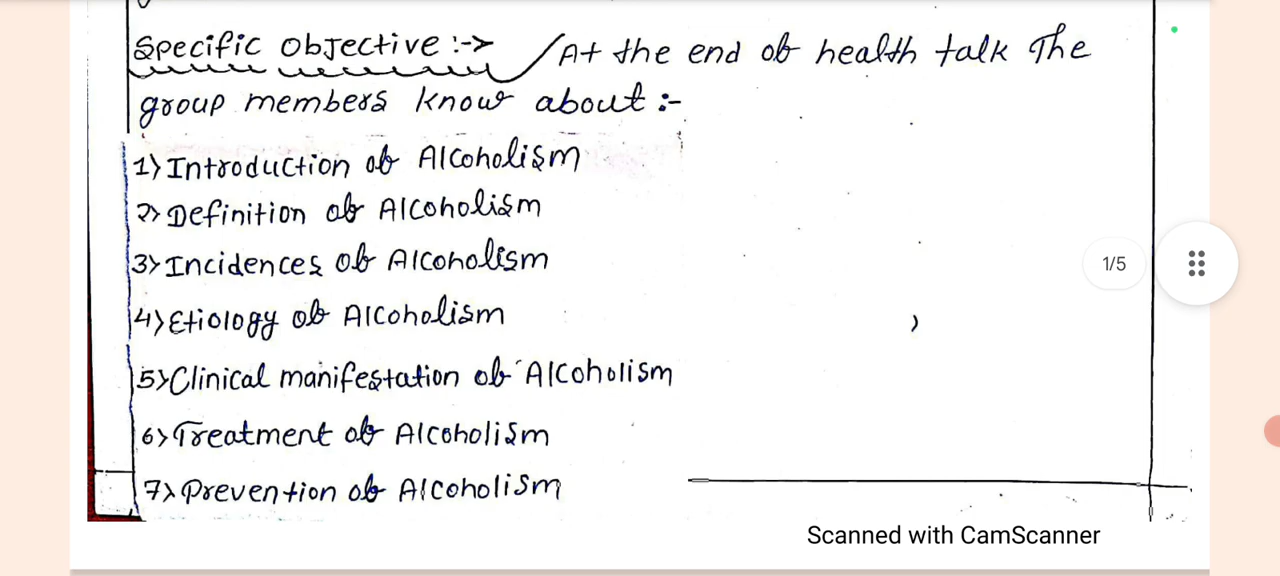 Specific Objective :-> At the end of health talk The
group members know about :-
1) Introduction of Alcoholism
2) Definition of Alcoholism
3) Incidences of Alcoholism
4) Etiology of Alcoholism
5) Clinical manifestation of Alcoholism
6) Treatment of Alcoholism
7) Prevention of Alcoholism
1/5
Scanned with CamScanner